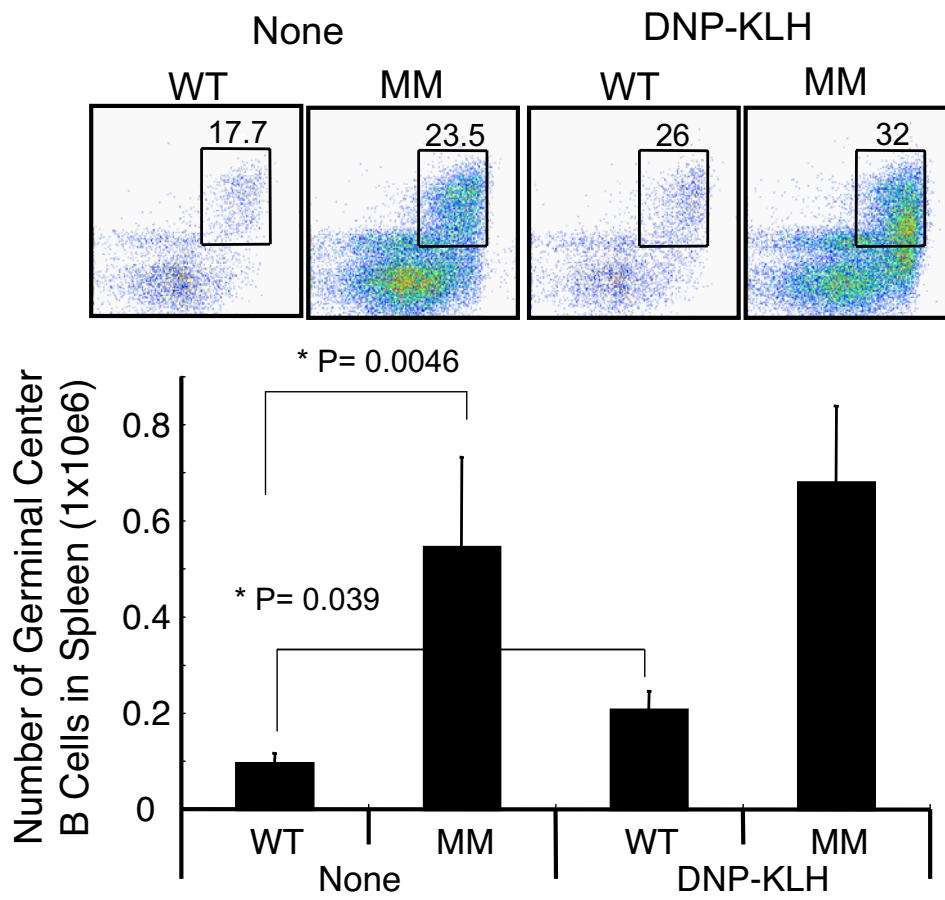 None DNP-KLH
WT MM WT MM
17.7 23.5 26 32
* P= 0.0046
* P= 0.039
Number of Germinal Center
B Cells in Spleen (1x10e6)
0.8
0.6
0.4
0.2
0
WT MM WT MM
None DNP-KLH